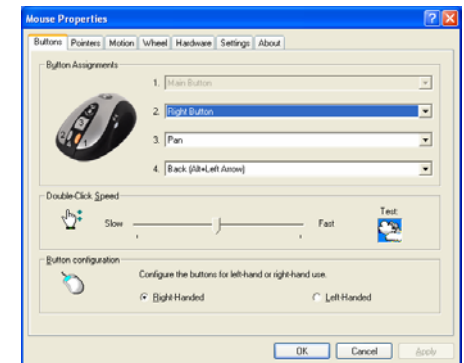 Mouse Properties
Buttons Pointers Motion Wheel Hardware Settings About
Button Assignments
1. Main Button
2. Right Button
3. Pan
4. Back (Alt+Left Arrow)
Double-Click Speed
Slow Fast Test:
Button configuration
Configure the buttons for left-hand or right-hand use.
Right-Handed Left-Handed
OK Cancel Apply